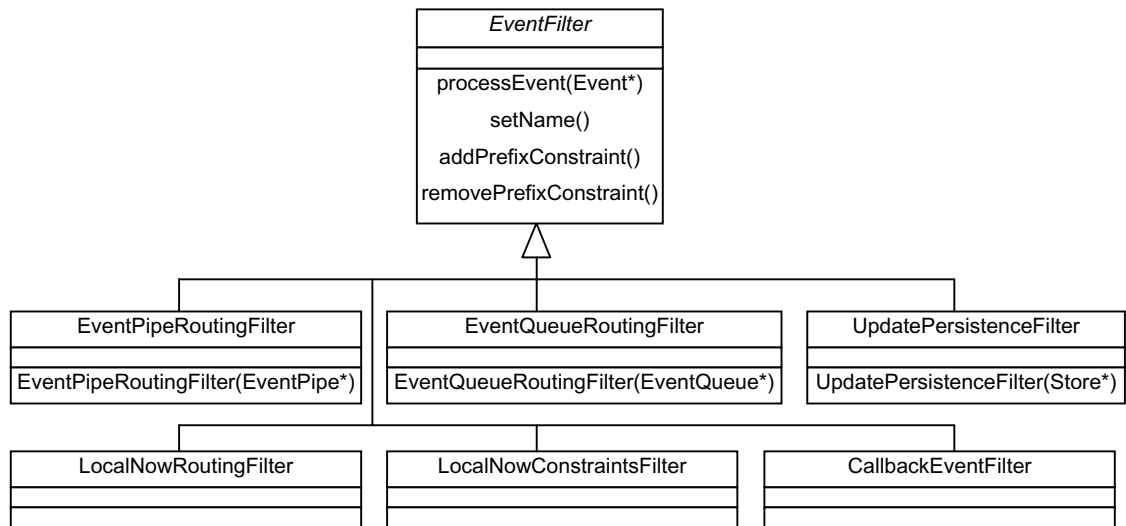 EventFilter
processEvent(Event*)
setName()
addPrefixConstraint()
removePrefixConstraint()
EventPipeRoutingFilter
EventPipeRoutingFilter(EventPipe*)
EventQueueRoutingFilter
EventQueueRoutingFilter(EventQueue*)
UpdatePersistenceFilter
UpdatePersistenceFilter(Store*)
LocalNowRoutingFilter
LocalNowConstraintsFilter
CallbackEventFilter